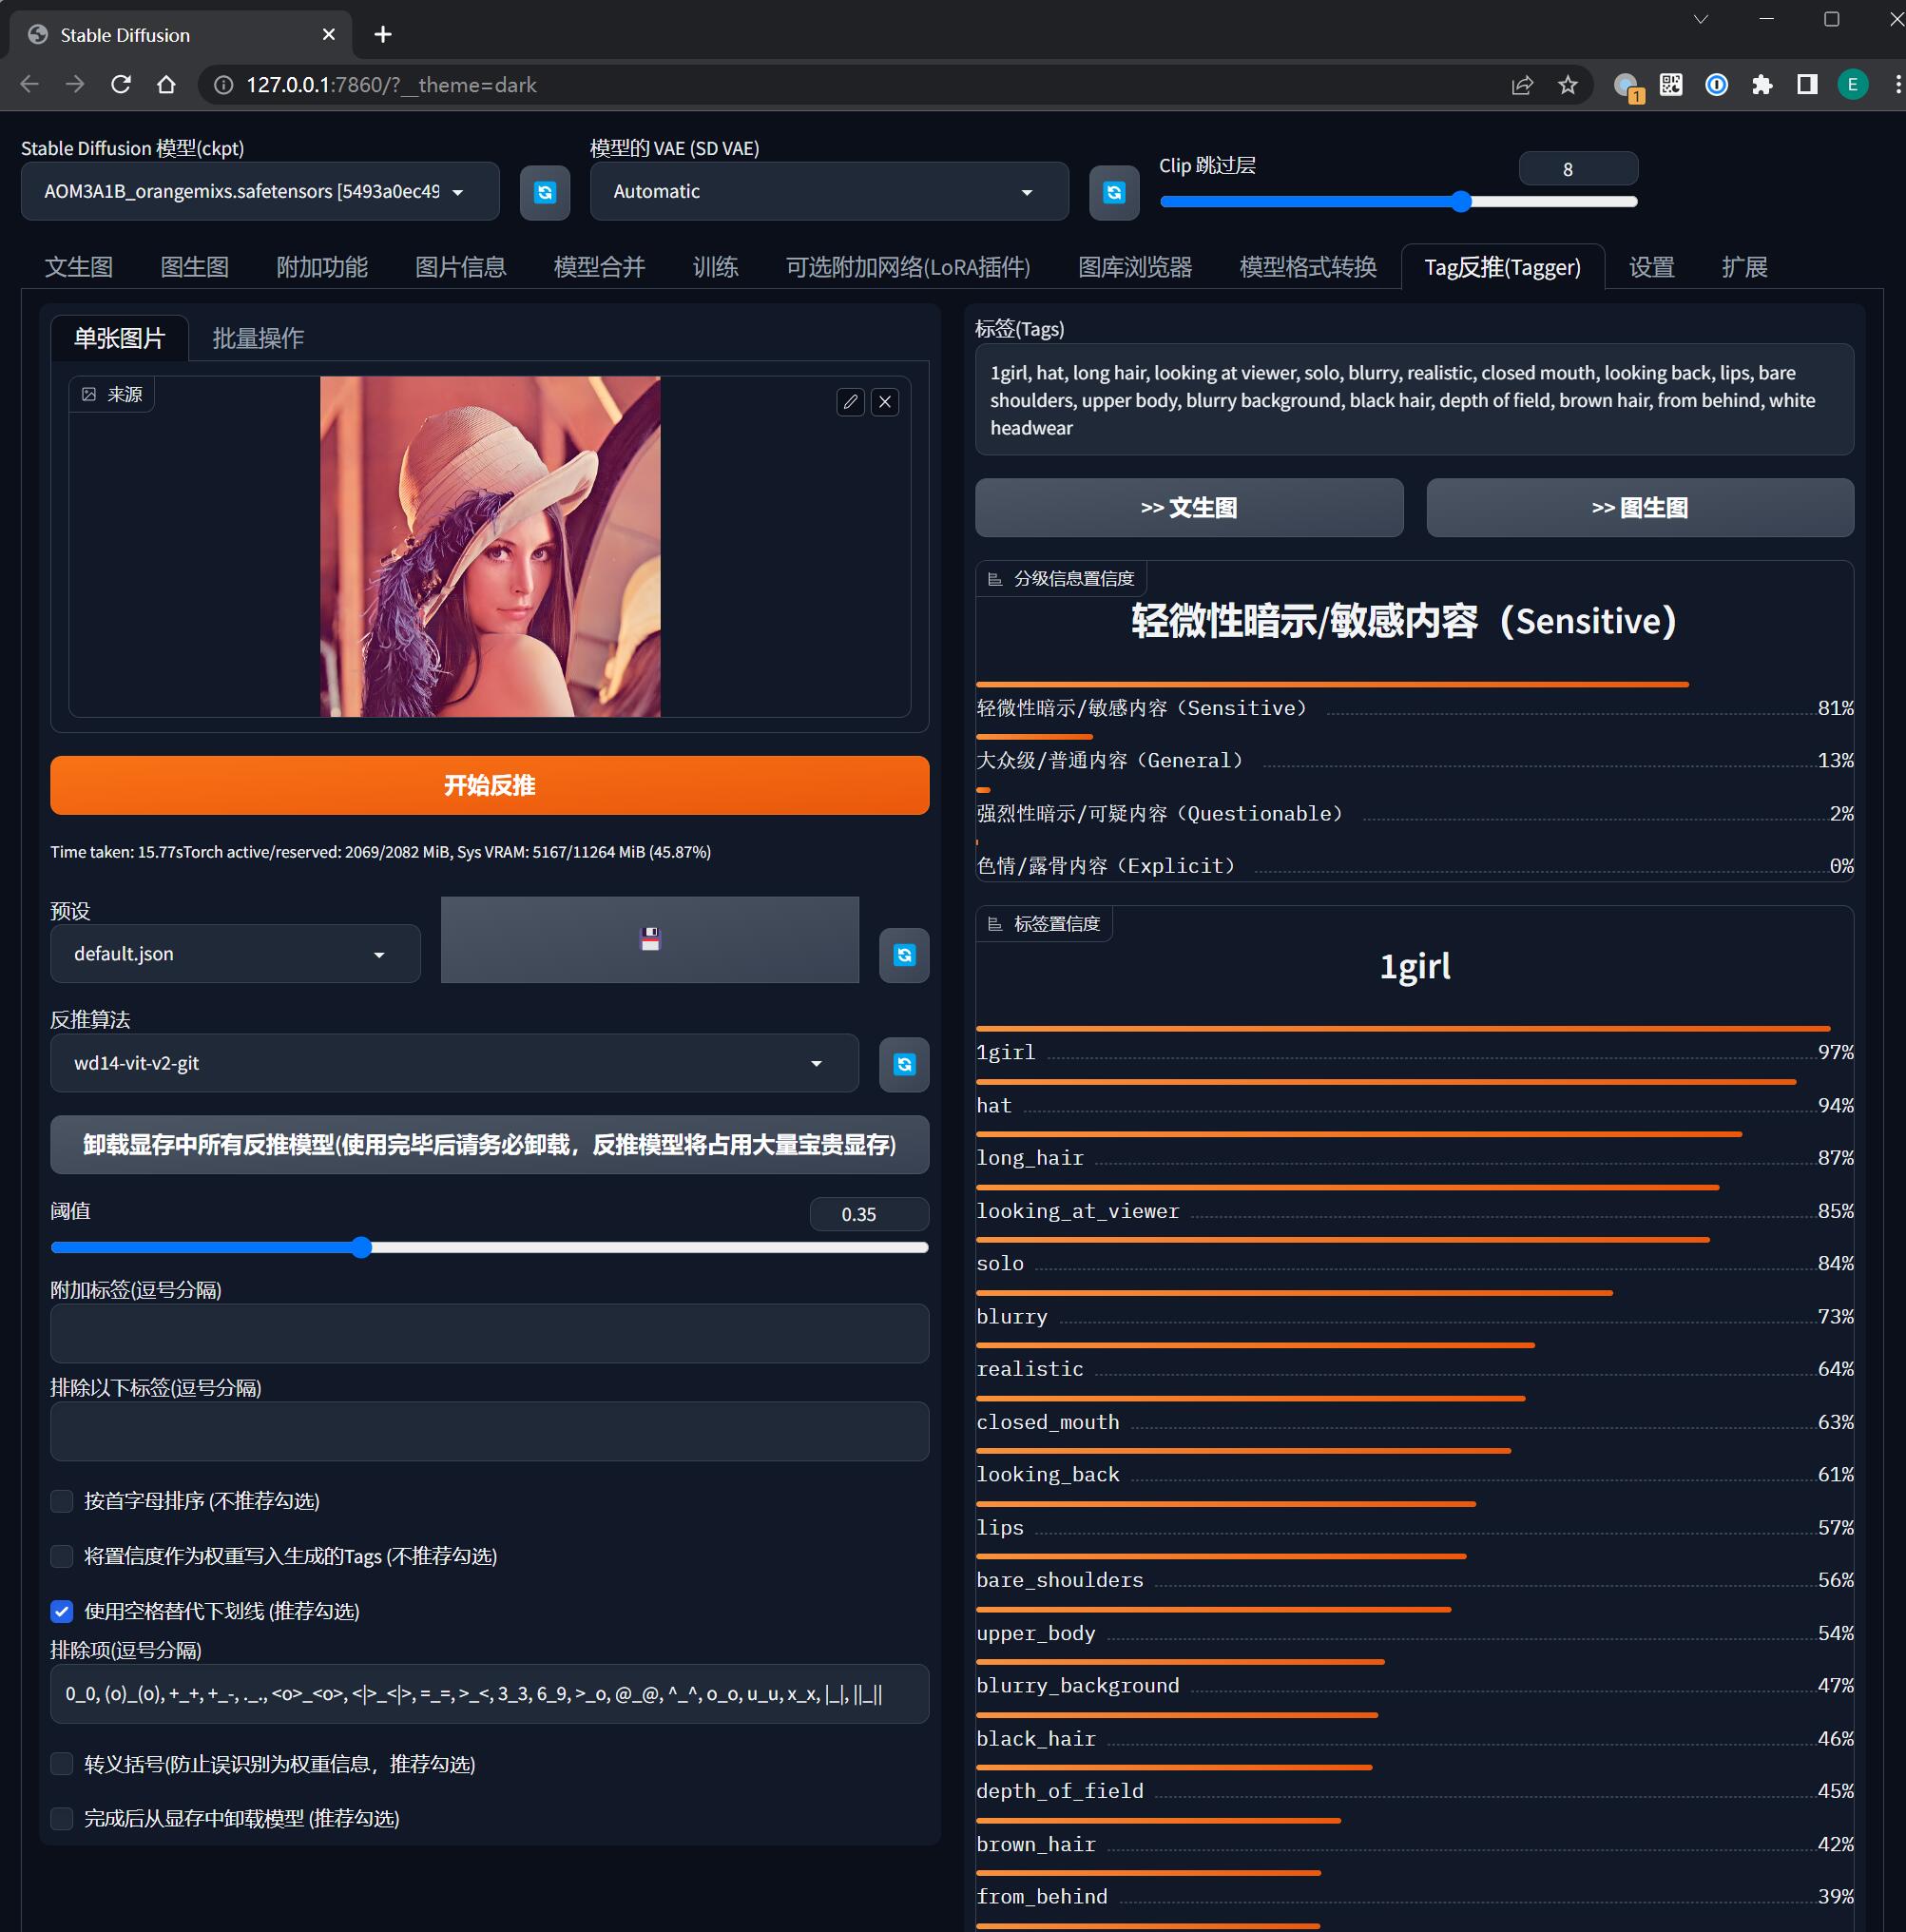 Stable Diffusion
127.0.0.1:7860/?__theme=dark
1
E
Stable Diffusion 模型(ckpt)
模型的 VAE (SD VAE)
Clip 跳过层
8
AOM3A1B_orangemixs.safetensors [5493a0ec49
Automatic
文生图
图生图
附加功能
图片信息
模型合并
训练
可选附加网络(LoRA插件)
图库浏览器
模型格式转换
Tag反推(Tagger)
设置
扩展
单张图片
批量操作
来源
开始反推
Time taken: 15.77sTorch active/reserved: 2069/2082 MiB, Sys VRAM: 5167/11264 MiB (45.87%)
预设
default.json
反推算法
wd14-vit-v2-git
卸载显存中所有反推模型(使用完毕后请务必卸载，反推模型将占用大量宝贵显存)
阈值
0.35
附加标签(逗号分隔)
排除以下标签(逗号分隔)
按首字母排序 (不推荐勾选)
将置信度作为权重写入生成的Tags (不推荐勾选)
使用空格替代下划线 (推荐勾选)
排除项(逗号分隔)
0_0, (o)_(o), +_+, +_-, ._., <o>_<o>, <|>_<|>, =_=, >_<, 3_3, 6_9, >_o, @_@, ^_^, o_o, u_u, x_x, |_|, ||_||
转义括号(防止误识别为权重信息，推荐勾选)
完成后从显存中卸载模型 (推荐勾选)
标签(Tags)
1girl, hat, long hair, looking at viewer, solo, blurry, realistic, closed mouth, looking back, lips, bare
shoulders, upper body, blurry background, black hair, depth of field, brown hair, from behind, white
headwear
>> 文生图
>> 图生图
分级信息置信度
轻微性暗示/敏感内容（Sensitive）
轻微性暗示/敏感内容（Sensitive） 81%
大众级/普通内容（General） 13%
强烈性暗示/可疑内容（Questionable） 2%
色情/露骨内容（Explicit） 0%
标签置信度
1girl
1girl 97%
hat 94%
long_hair 87%
looking_at_viewer 85%
solo 84%
blurry 73%
realistic 64%
closed_mouth 63%
looking_back 61%
lips 57%
bare_shoulders 56%
upper_body 54%
blurry_background 47%
black_hair 46%
depth_of_field 45%
brown_hair 42%
from_behind 39%